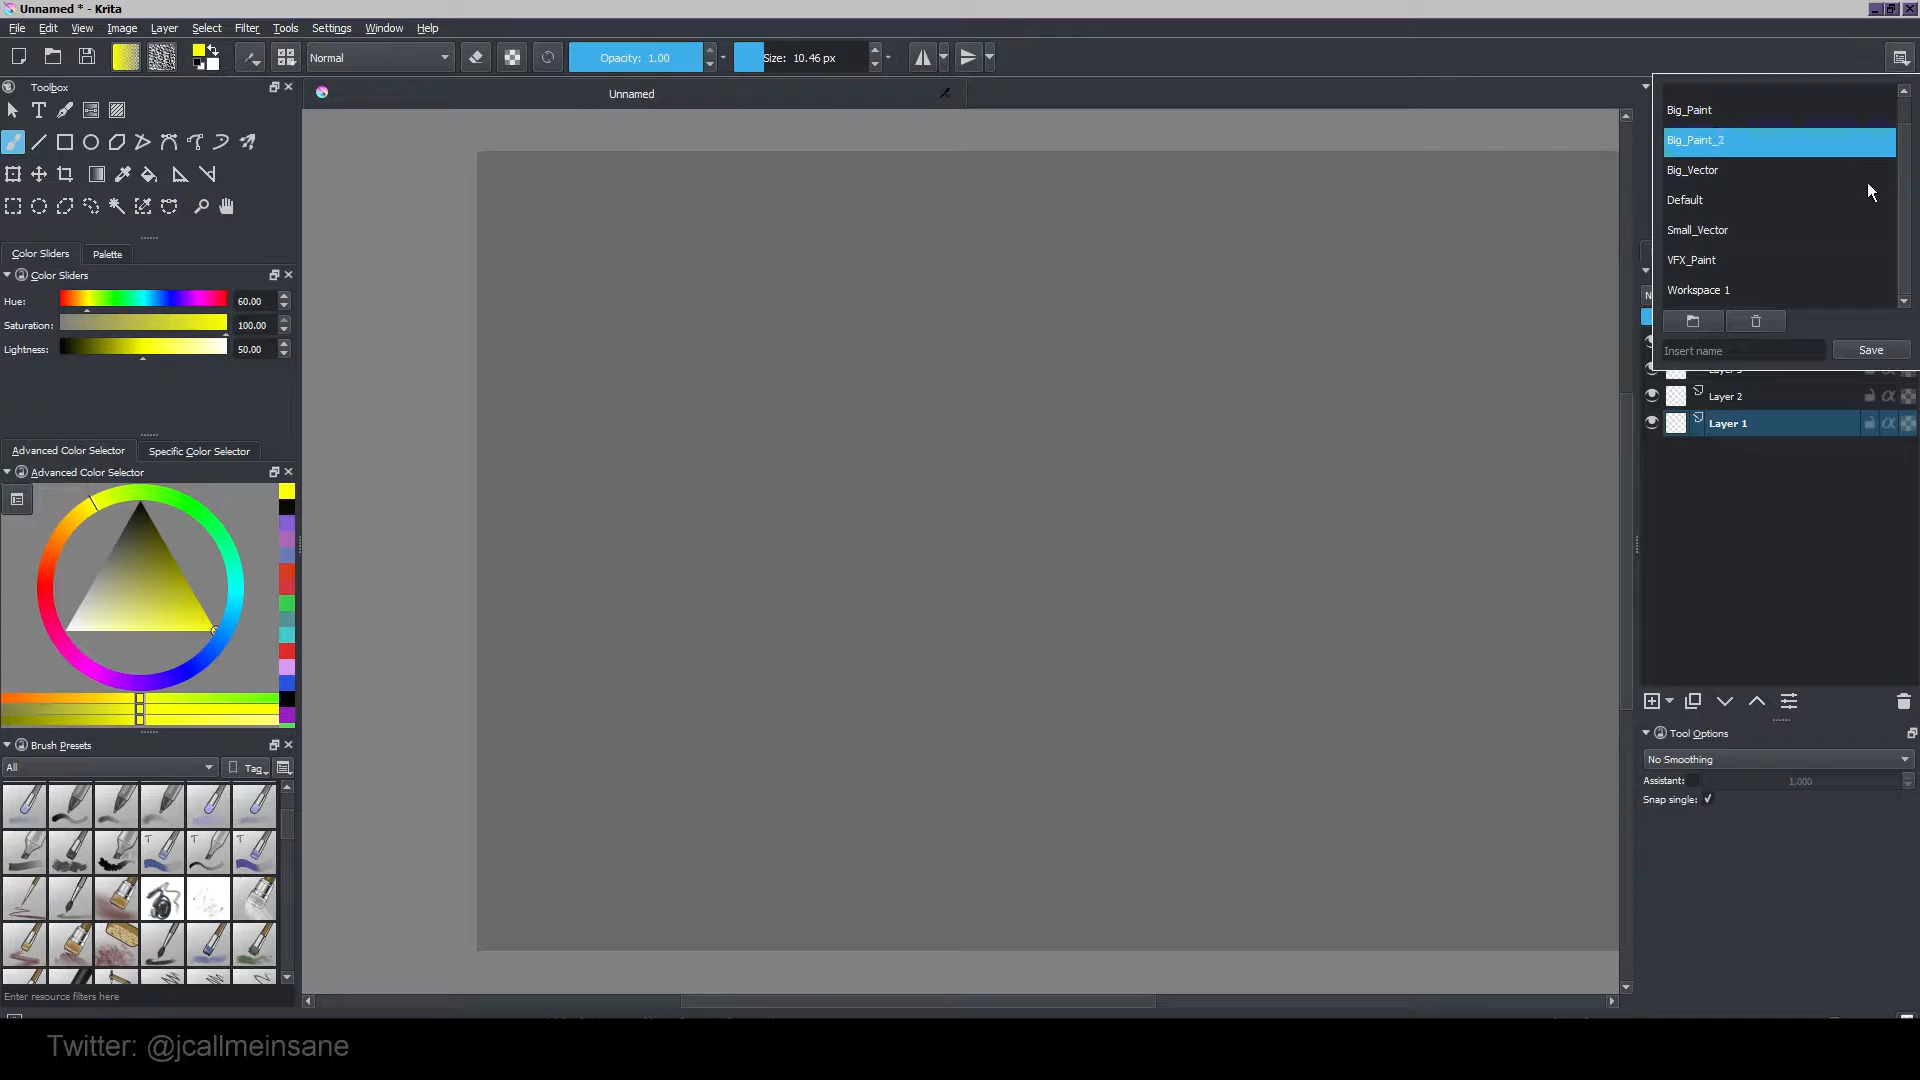 Unnamed * - Krita
File Edit View Image Layer Select Filter Tools Settings Window Help
Normal
Opacity: 1.00
Size: 10.46 px
Toolbox
Unnamed
Big_Paint
Big_Paint_2
Big_Vector
Default
Small_Vector
VFX_Paint
Workspace 1
Insert name
Save
Color Sliders
Palette
Color Sliders
Hue: 60.00
Saturation: 100.00
Lightness: 50.00
Layer 2
Layer 1
Advanced Color Selector
Specific Color Selector
Advanced Color Selector
Brush Presets
All
Tag
Enter resource filters here
Tool Options
No Smoothing
Assistant: 1,000
Snap single:
Twitter: @jcallmeinsane